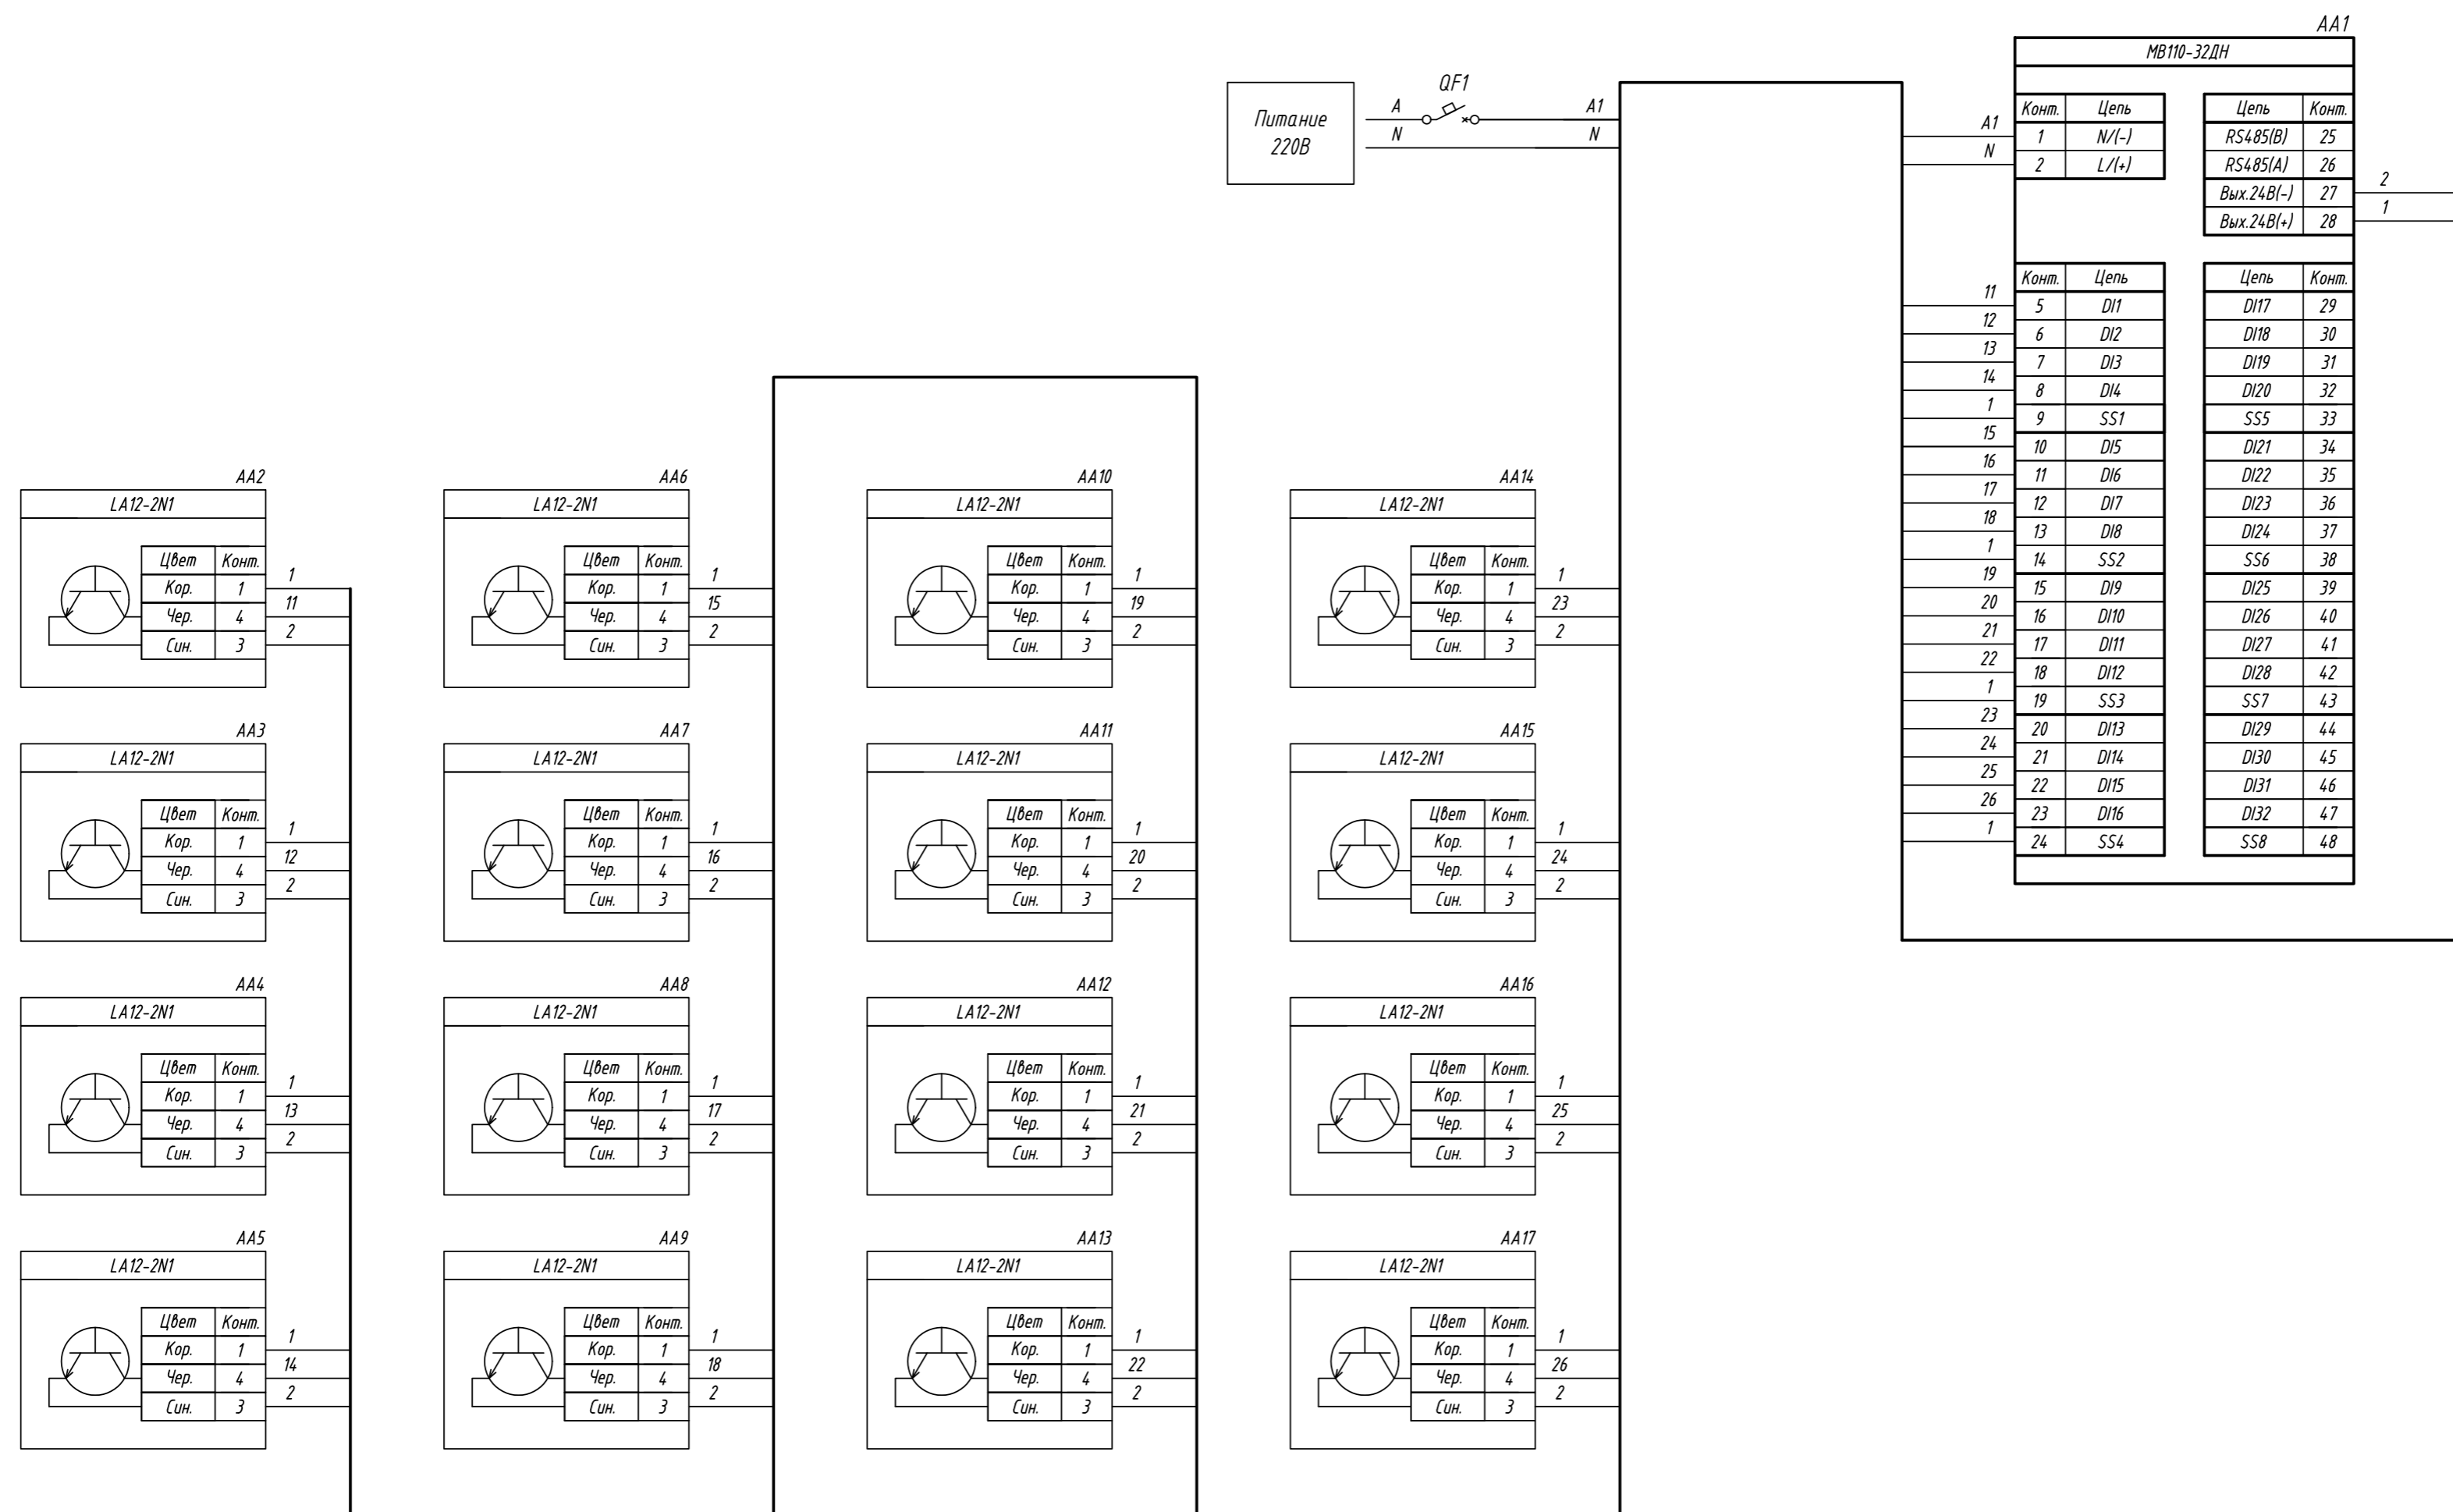 AA1
МВ110-32ДН
QF1
Питание
220В
A A1
N N
Конт. Цепь Цепь Конт.
A1 1 N/(-) RS485(B) 25
N 2 L/(+) RS485(A) 26
Вых.24В(-) 27 2
Вых.24В(+) 28 1
Конт. Цепь Цепь Конт.
11 5 DI1 DI17 29
12 6 DI2 DI18 30
13 7 DI3 DI19 31
14 8 DI4 DI20 32
1 9 SS1 SS5 33
15 10 DI5 DI21 34
16 11 DI6 DI22 35
17 12 DI7 DI23 36
18 13 DI8 DI24 37
1 14 SS2 SS6 38
19 15 DI9 DI25 39
20 16 DI10 DI26 40
21 17 DI11 DI27 41
22 18 DI12 DI28 42
1 19 SS3 SS7 43
23 20 DI13 DI29 44
24 21 DI14 DI30 45
25 22 DI15 DI31 46
26 23 DI16 DI32 47
1 24 SS4 SS8 48
AA2 AA6 AA10 AA14
LA12-2N1 LA12-2N1 LA12-2N1 LA12-2N1
Цвет Конт. Цвет Конт. Цвет Конт. Цвет Конт.
Кор. 1 1 Кор. 1 1 Кор. 1 1 Кор. 1 1
Чер. 4 11 Чер. 4 15 Чер. 4 19 Чер. 4 23
Син. 3 2 Син. 3 2 Син. 3 2 Син. 3 2
AA3 AA7 AA11 AA15
LA12-2N1 LA12-2N1 LA12-2N1 LA12-2N1
Цвет Конт. Цвет Конт. Цвет Конт. Цвет Конт.
Кор. 1 1 Кор. 1 1 Кор. 1 1 Кор. 1 1
Чер. 4 12 Чер. 4 16 Чер. 4 20 Чер. 4 24
Син. 3 2 Син. 3 2 Син. 3 2 Син. 3 2
AA4 AA8 AA12 AA16
LA12-2N1 LA12-2N1 LA12-2N1 LA12-2N1
Цвет Конт. Цвет Конт. Цвет Конт. Цвет Конт.
Кор. 1 1 Кор. 1 1 Кор. 1 1 Кор. 1 1
Чер. 4 13 Чер. 4 17 Чер. 4 21 Чер. 4 25
Син. 3 2 Син. 3 2 Син. 3 2 Син. 3 2
AA5 AA9 AA13 AA17
LA12-2N1 LA12-2N1 LA12-2N1 LA12-2N1
Цвет Конт. Цвет Конт. Цвет Конт. Цвет Конт.
Кор. 1 1 Кор. 1 1 Кор. 1 1 Кор. 1 1
Чер. 4 14 Чер. 4 18 Чер. 4 22 Чер. 4 26
Син. 3 2 Син. 3 2 Син. 3 2 Син. 3 2